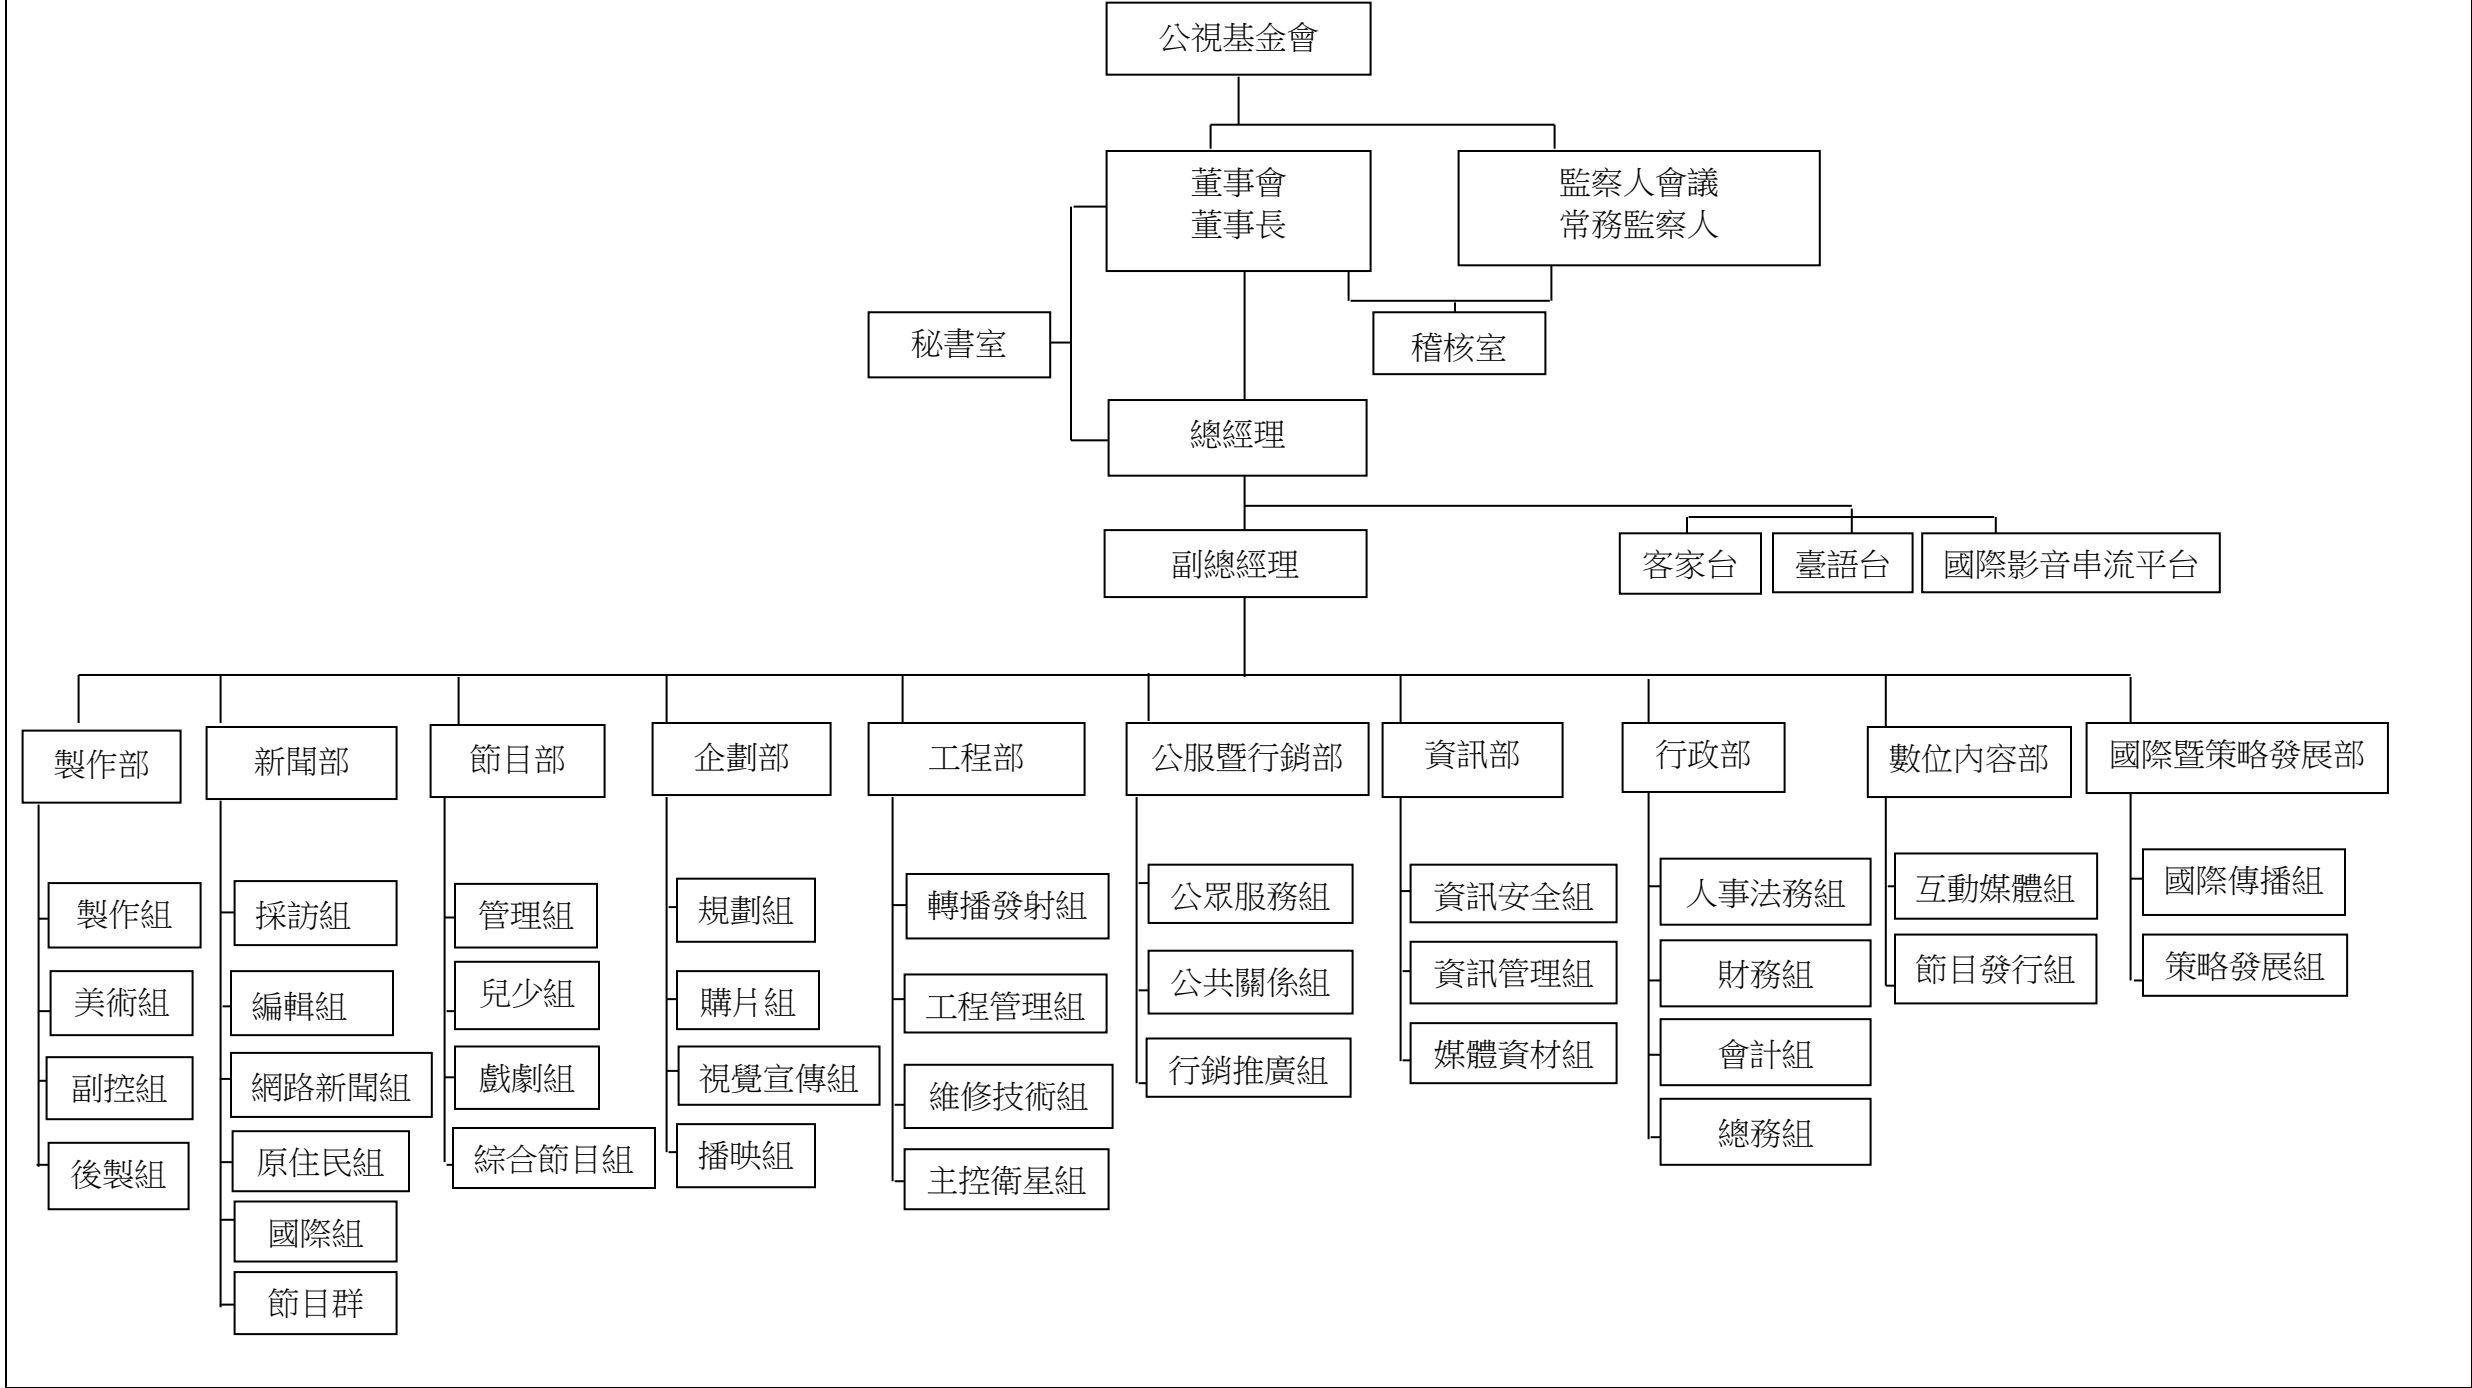 公視基金會
董事會
董事長
監察人會議
常務監察人
秘書室
稽核室
總經理
副總經理
客家台
臺語台
國際影音串流平台
製作部
新聞部
節目部
企劃部
工程部
公服暨行銷部
資訊部
行政部
數位內容部
國際暨策略發展部
製作組
美術組
副控組
後製組
採訪組
編輯組
網路新聞組
原住民組
國際組
節目群
管理組
兒少組
戲劇組
綜合節目組
規劃組
購片組
視覺宣傳組
播映組
轉播發射組
工程管理組
維修技術組
主控衛星組
公眾服務組
公共關係組
行銷推廣組
資訊安全組
資訊管理組
媒體資材組
人事法務組
財務組
會計組
總務組
互動媒體組
節目發行組
國際傳播組
策略發展組